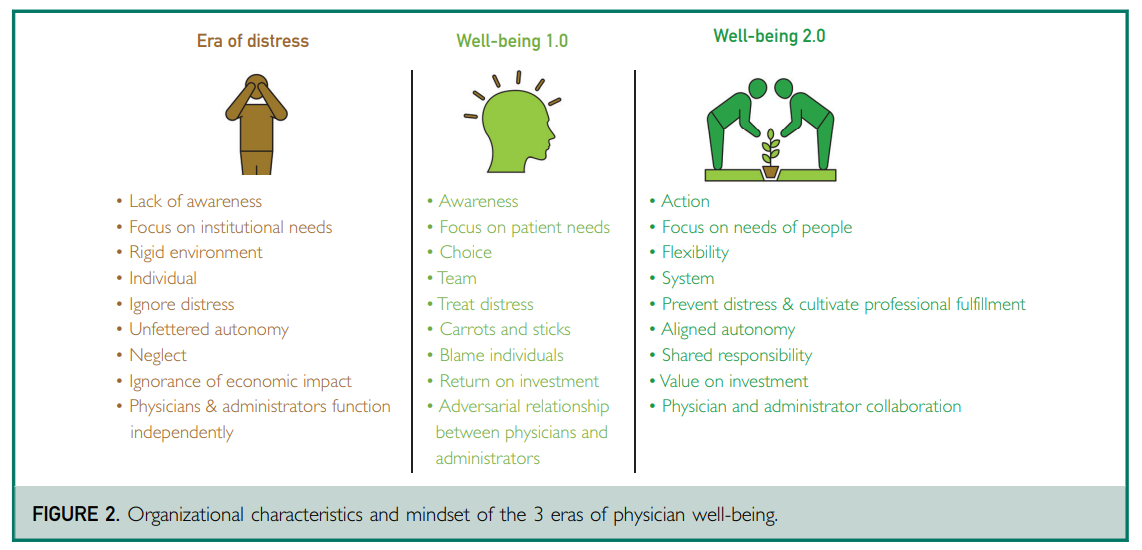 Era of distress
• Lack of awareness
• Focus on institutional needs
• Rigid environment
• Individual
• Ignore distress
• Unfettered autonomy
• Neglect
• Ignorance of economic impact
• Physicians & administrators function
independently
Well-being 1.0
• Awareness
• Focus on patient needs
• Choice
• Team
• Treat distress
• Carrots and sticks
• Blame individuals
• Return on investment
• Adversarial relationship
between physicians and
administrators
Well-being 2.0
• Action
• Focus on needs of people
• Flexibility
• System
• Prevent distress & cultivate professional fulfillment
• Aligned autonomy
• Shared responsibility
• Value on investment
• Physician and administrator collaboration
FIGURE 2. Organizational characteristics and mindset of the 3 eras of physician well-being.